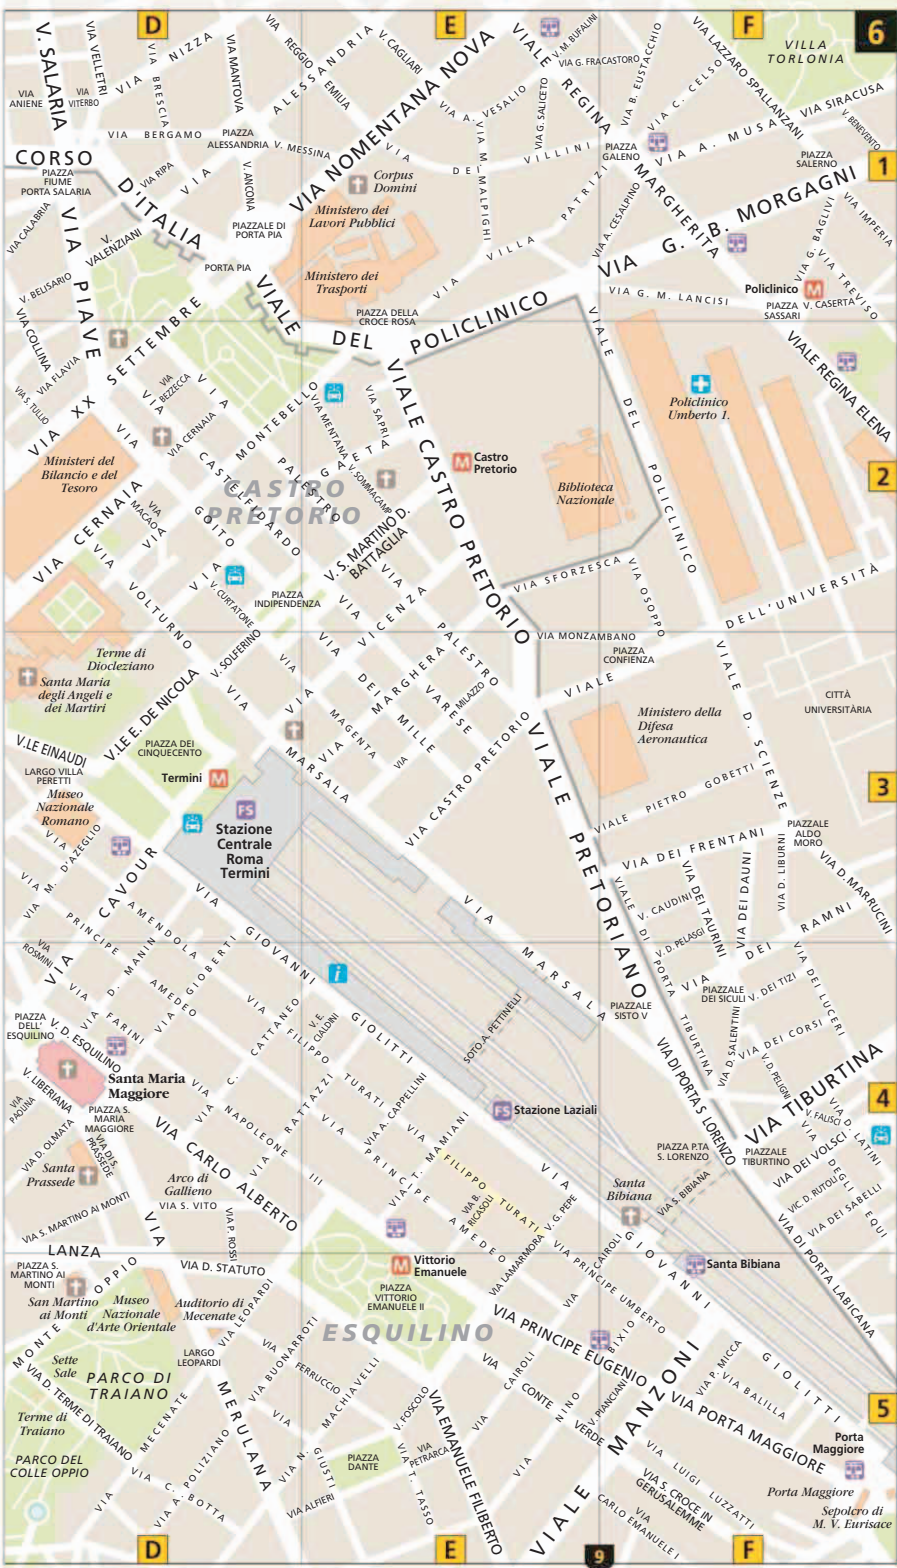 D
E
F
6
V. SALARIA
VIA VELLETRI
VIA NIZZA
VIA BRESCIA
VIA MANTOVA
VIA REGGIO EMILIA
VIA ALESSANDRIA
V. CAGLIARI
VIA NOMENTANA NOVA
VIALE REGINA MARGHERITA
V. M. BUFALINI
VIA G. FRACASTORO
VIA B. EUSTACCHIO
VIA C. CELSO
VIA LAZZARO SPALLANZANI
VILLA
TORLONIA
VIA SIRACUSA
V. BENEVENTO
VIA
ANIENE
VIA
VITERBO
VIA BERGAMO
PIAZZA
ALESSANDRIA
V. MESSINA
VIA A. VESALIO
VIA G. SALICETO
VIA M. MALPIGHI
VIA DEI VILLINI
PIAZZA
GALENO
VIA A. MUSA
PIAZZA
SALERNO
1
CORSO D'ITALIA
PIAZZA
FIUME
PORTA SALARIA
VIA RIPA
V. ANCONA
Corpus
Domini
Ministero dei
Lavori Pubblici
VIA VILLA PATRIZI
VIA A. CESALPINO
VIA G. B. MORGAGNI
VIA IMPERIA
VIA G. BAGLIVI
VIA TREVISO
VIA CALABRIA
VIA PIAVE
V. VALENZIANI
PIAZZALE DI
PORTA PIA
PORTA PIA
Ministero dei
Trasporti
PIAZZA DELLA
CROCE ROSA
VIALE DEL POLICLINICO
VIA G. M. LANCISI
Policlinico
PIAZZA
SASSARI
V. CASERTA
V. BELISARIO
VIA COLLINA
VIA FLAVIA
VIA S. TULLIO
VIA XX SETTEMBRE
VIA
BEZZECCA
VIA CERNAIA
VIA MONTEBELLO
VIA MENTANA
VIA SAPRI
VIA GAETA
V. SOMMACAMP.
VIALE CASTRO PRETORIO
Castro
Pretorio
Biblioteca
Nazionale
VIALE DEL POLICLINICO
Policlinico
Umberto 1.
VIALE REGINA ELENA
2
Ministeri del
Bilancio e del
Tesoro
VIA CERNAIA
VIA
MACAO
VIA CASTELFIDARDO
VIA GOITO
VIA PALESTRO
CASTRO
PRETORIO
V. S. MARTINO D.
BATTAGLIA
VIA VOLTURNO
V. CURTATONE
PIAZZA
INDIPENDENZA
VIA VICENZA
VIA SFORZESCA
VIA OSOPPO
DELL'UNIVERSITÀ
VIA MONZAMBANO
PIAZZA
CONFIENZA
VIALE
Terme di
Diocleziano
Santa Maria
degli Angeli e
dei Martiri
V. SOLFERINO
V.LE E. DE NICOLA
VIA MARGHERA
VIA DEI MILLE
VIA MAGENTA
VIA VARESE
MILAZZO
PALESTRO
VIA CASTRO PRETORIO
VIALE PRETORIANO
Ministero della
Difesa
Aeronautica
VIALE D. SCIENZE
CITTÀ
UNIVERSITÀRIA
V.LE EINAUDI
PIAZZA DEI
CINQUECENTO
Termini
LARGO VILLA
PERETTI
Museo
Nazionale
Romano
FS
Stazione
Centrale
Roma
Termini
VIA MARSALA
VIALE PIETRO GOBETTI
3
VIA DEI FRENTANI
PIAZZALE
ALDO
MORO
VIA D. MARRUCINI
VIA M. D'AZEGLIO
VIA CAVOUR
VIA GIOVANNI GIOLITTI
VIA MARSALA
VIALE DI PORTA TIBURTINA
V. CAUDINI
VIA DEI TAURINI
VIA DEI DAUNI
VIA D. LIBURNI
V. D. PELASGI
VIA DEI RAMNI
VIA DEI LUCERI
VIA
ROSMINI
VIA PRINCIPE AMEDEO
AMENDOLA
VIA D. MANIN
VIA GIOBERTI
VIA FARINI
PIAZZA
DELL'
ESQUILINO
V. D. ESQUILINO
VIA C. CATTANEO
V. E.
CIALDINI
SOTO. A. PETTINELLI
PIAZZALE
SISTO V
PIAZZALE
DEI SICULI
V. DEI TIZI
VIA DEI CORSI
VIA D. SALENTINI
V. D. PELIGNI
VIA TIBURTINA
Santa Maria
Maggiore
V. LIBERIANA
VIA
PAOLINA
PIAZZA S.
MARIA
MAGGIORE
VIA NAPOLEONE III
VIA RATTAZZI
VIA FILIPPO TURATI
VIA A. CAPPELLINI
FS
Stazione Laziali
VIA DI PORTA S. LORENZO
V. FALISCI
VIA D. LATINI
4
VIA D. OLMATA
VIA DI S.
PRASSEDE
Santa
Prassede
VIA CARLO ALBERTO
Arco di
Gallieno
VIA S. VITO
VIA PRINCIPE AMEDEO
VIA T. MAMIANI
VIA FILIPPO TURATI
VIA B.
RICASOLI
V. G. PEPE
PIAZZA P.TA
S. LORENZO
PIAZZALE
TIBURTINO
VIA DEI VOLSCI
VIA DEGLI EQUI
VIC. D. RUTOLI
VIA DEI SABELLI
Santa
Bibiana
VIA S. BIBIANA
VIA S. MARTINO AI MONTI
VIA P. ROSSI
VIA GIOVANNI GIOLITTI
VIA DI PORTA LABICANA
Santa Bibiana
LANZA
PIAZZA S.
MARTINO AI
MONTI
San Martino
ai Monti
VIA D. STATUTO
Vittorio
Emanuele
PIAZZA
VITTORIO
EMANUELE II
VIA LAMARMORA
VIA CAIROLI
VIA PRINCIPE UMBERTO
MONTE OPPIO
Museo
Nazionale
d'Arte Orientale
Auditorio di
Mecenate
VIA LEOPARDI
LARGO
LEOPARDI
ESQUILINO
VIA PRINCIPE EUGENIO
Sette
Sale
PARCO DI
TRAIANO
VIA D. TERME DI TRAIANO
VIA MERULANA
VIA BUONARROTI
VIA FERRUCCIO
VIA N. MACHIAVELLI
V. FOSCOLO
VIA CAIROLI
VIA CONTE VERDE
VIA NINO BIXIO
V. PIANCIANI
VIALE MANZONI
VIA P. MICCA
VIA BALILLA
VIA PORTA MAGGIORE
Porta
Maggiore
5
Terme di
Traiano
PARCO DEL
COLLE OPPIO
VIA MECENATE
VIA A. POLIZIANO
VIA C. BOTTA
VIA GIUSTI
VIA ALFIERI
PIAZZA
DANTE
VIA
PETRARCA
VIA T. TASSO
VIA EMANUELE FILIBERTO
VIA LUIGI LUZZATTI
VIA S. CROCE IN
GERUSALEMME
VIA
CARLO EMANUELE I
Porta Maggiore
Sepolcro di
M. V. Eurisace
D
E
9
F